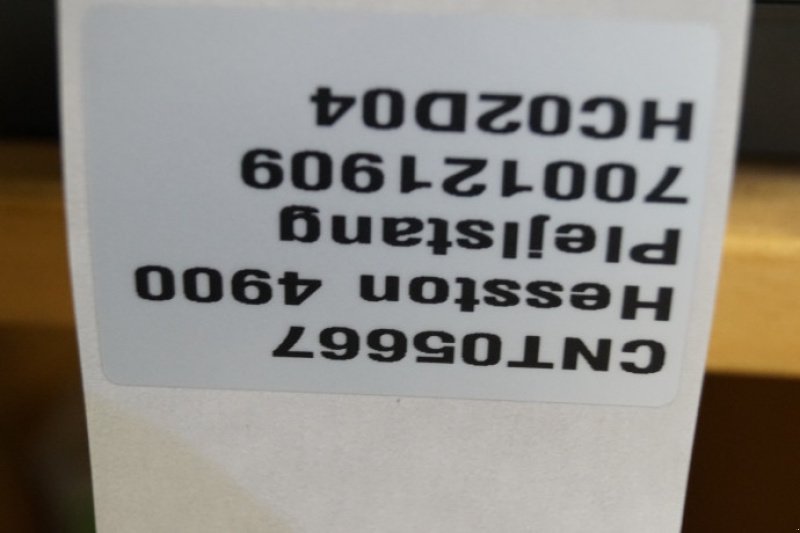 CNT05667
Hesston 4900
Plejlstang
700121909
HC02D04